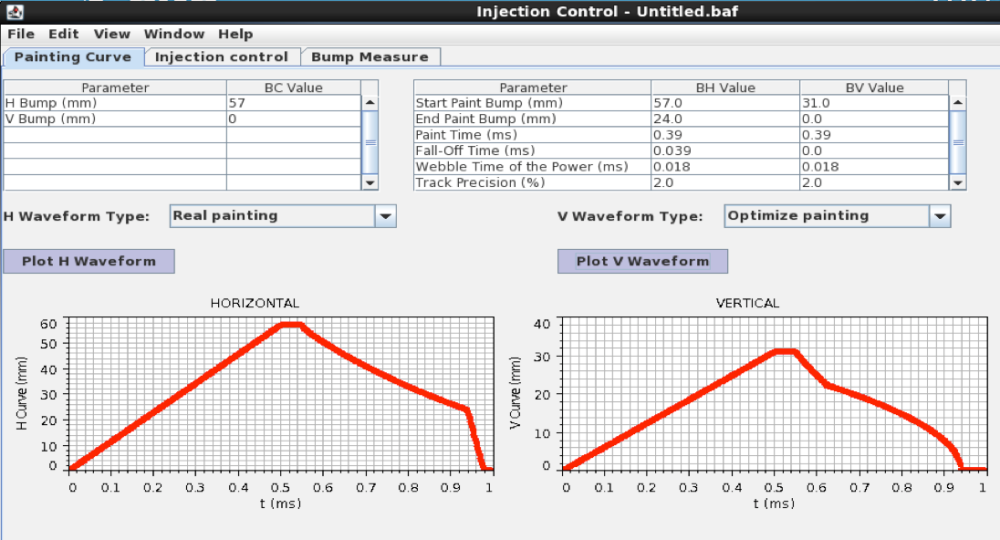 Injection Control - Untitled.baf
File Edit View Window Help
Painting Curve Injection control Bump Measure
Parameter BC Value
H Bump (mm) 57
V Bump (mm) 0
Parameter BH Value BV Value
Start Paint Bump (mm) 57.0 31.0
End Paint Bump (mm) 24.0 0.0
Paint Time (ms) 0.39 0.39
Fall-Off Time (ms) 0.039 0.0
Webble Time of the Power (ms) 0.018 0.018
Track Precision (%) 2.0 2.0
H Waveform Type: Real painting
V Waveform Type: Optimize painting
Plot H Waveform
Plot V Waveform
HORIZONTAL
H Curve (mm)
60
50
40
30
20
10
0
0 0.1 0.2 0.3 0.4 0.5 0.6 0.7 0.8 0.9 1
t (ms)
VERTICAL
V Curve (mm)
40
30
20
10
0
0 0.1 0.2 0.3 0.4 0.5 0.6 0.7 0.8 0.9 1
t (ms)